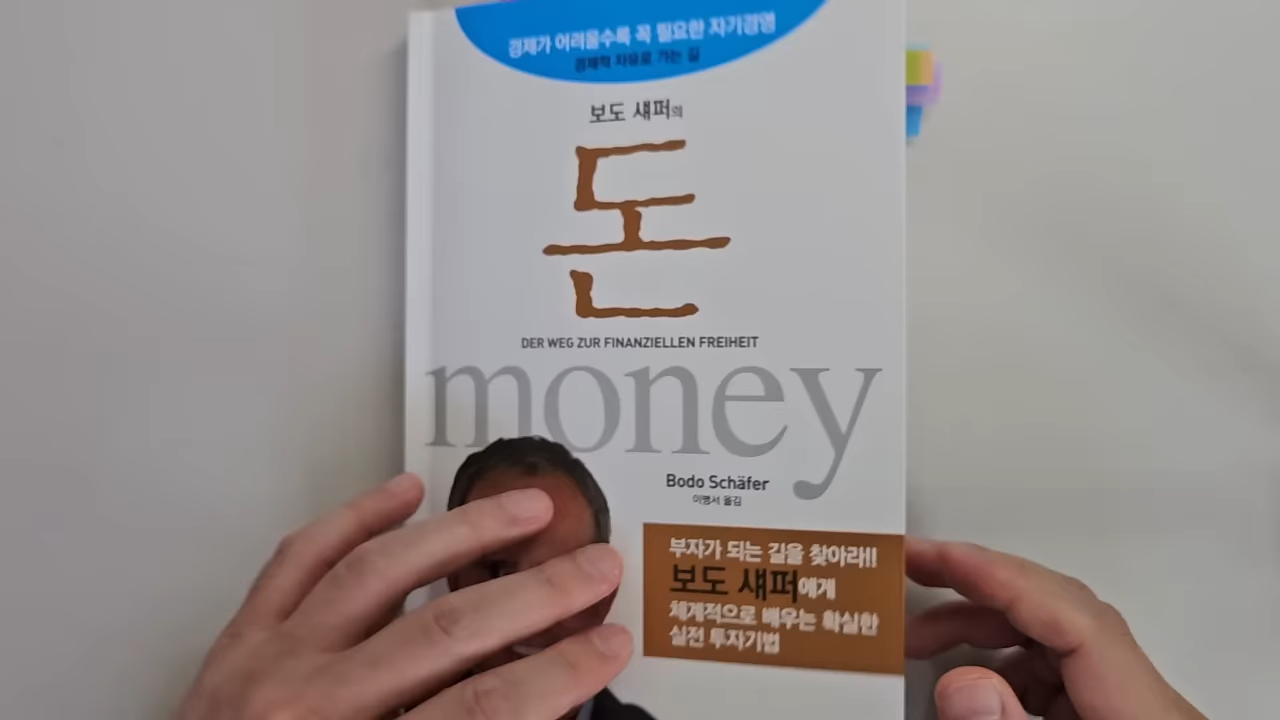 경제가 어려울수록 꼭 필요한 자기경영
경제적 자유로 가는 길
보도 섀퍼의
돈
DER WEG ZUR FINANZIELLEN FREIHEIT
money
Bodo Schäfer
이병서 옮김
부자가 되는 길을 찾아라!!
보도 섀퍼에게
체계적으로 배우는 확실한
실전 투자기법